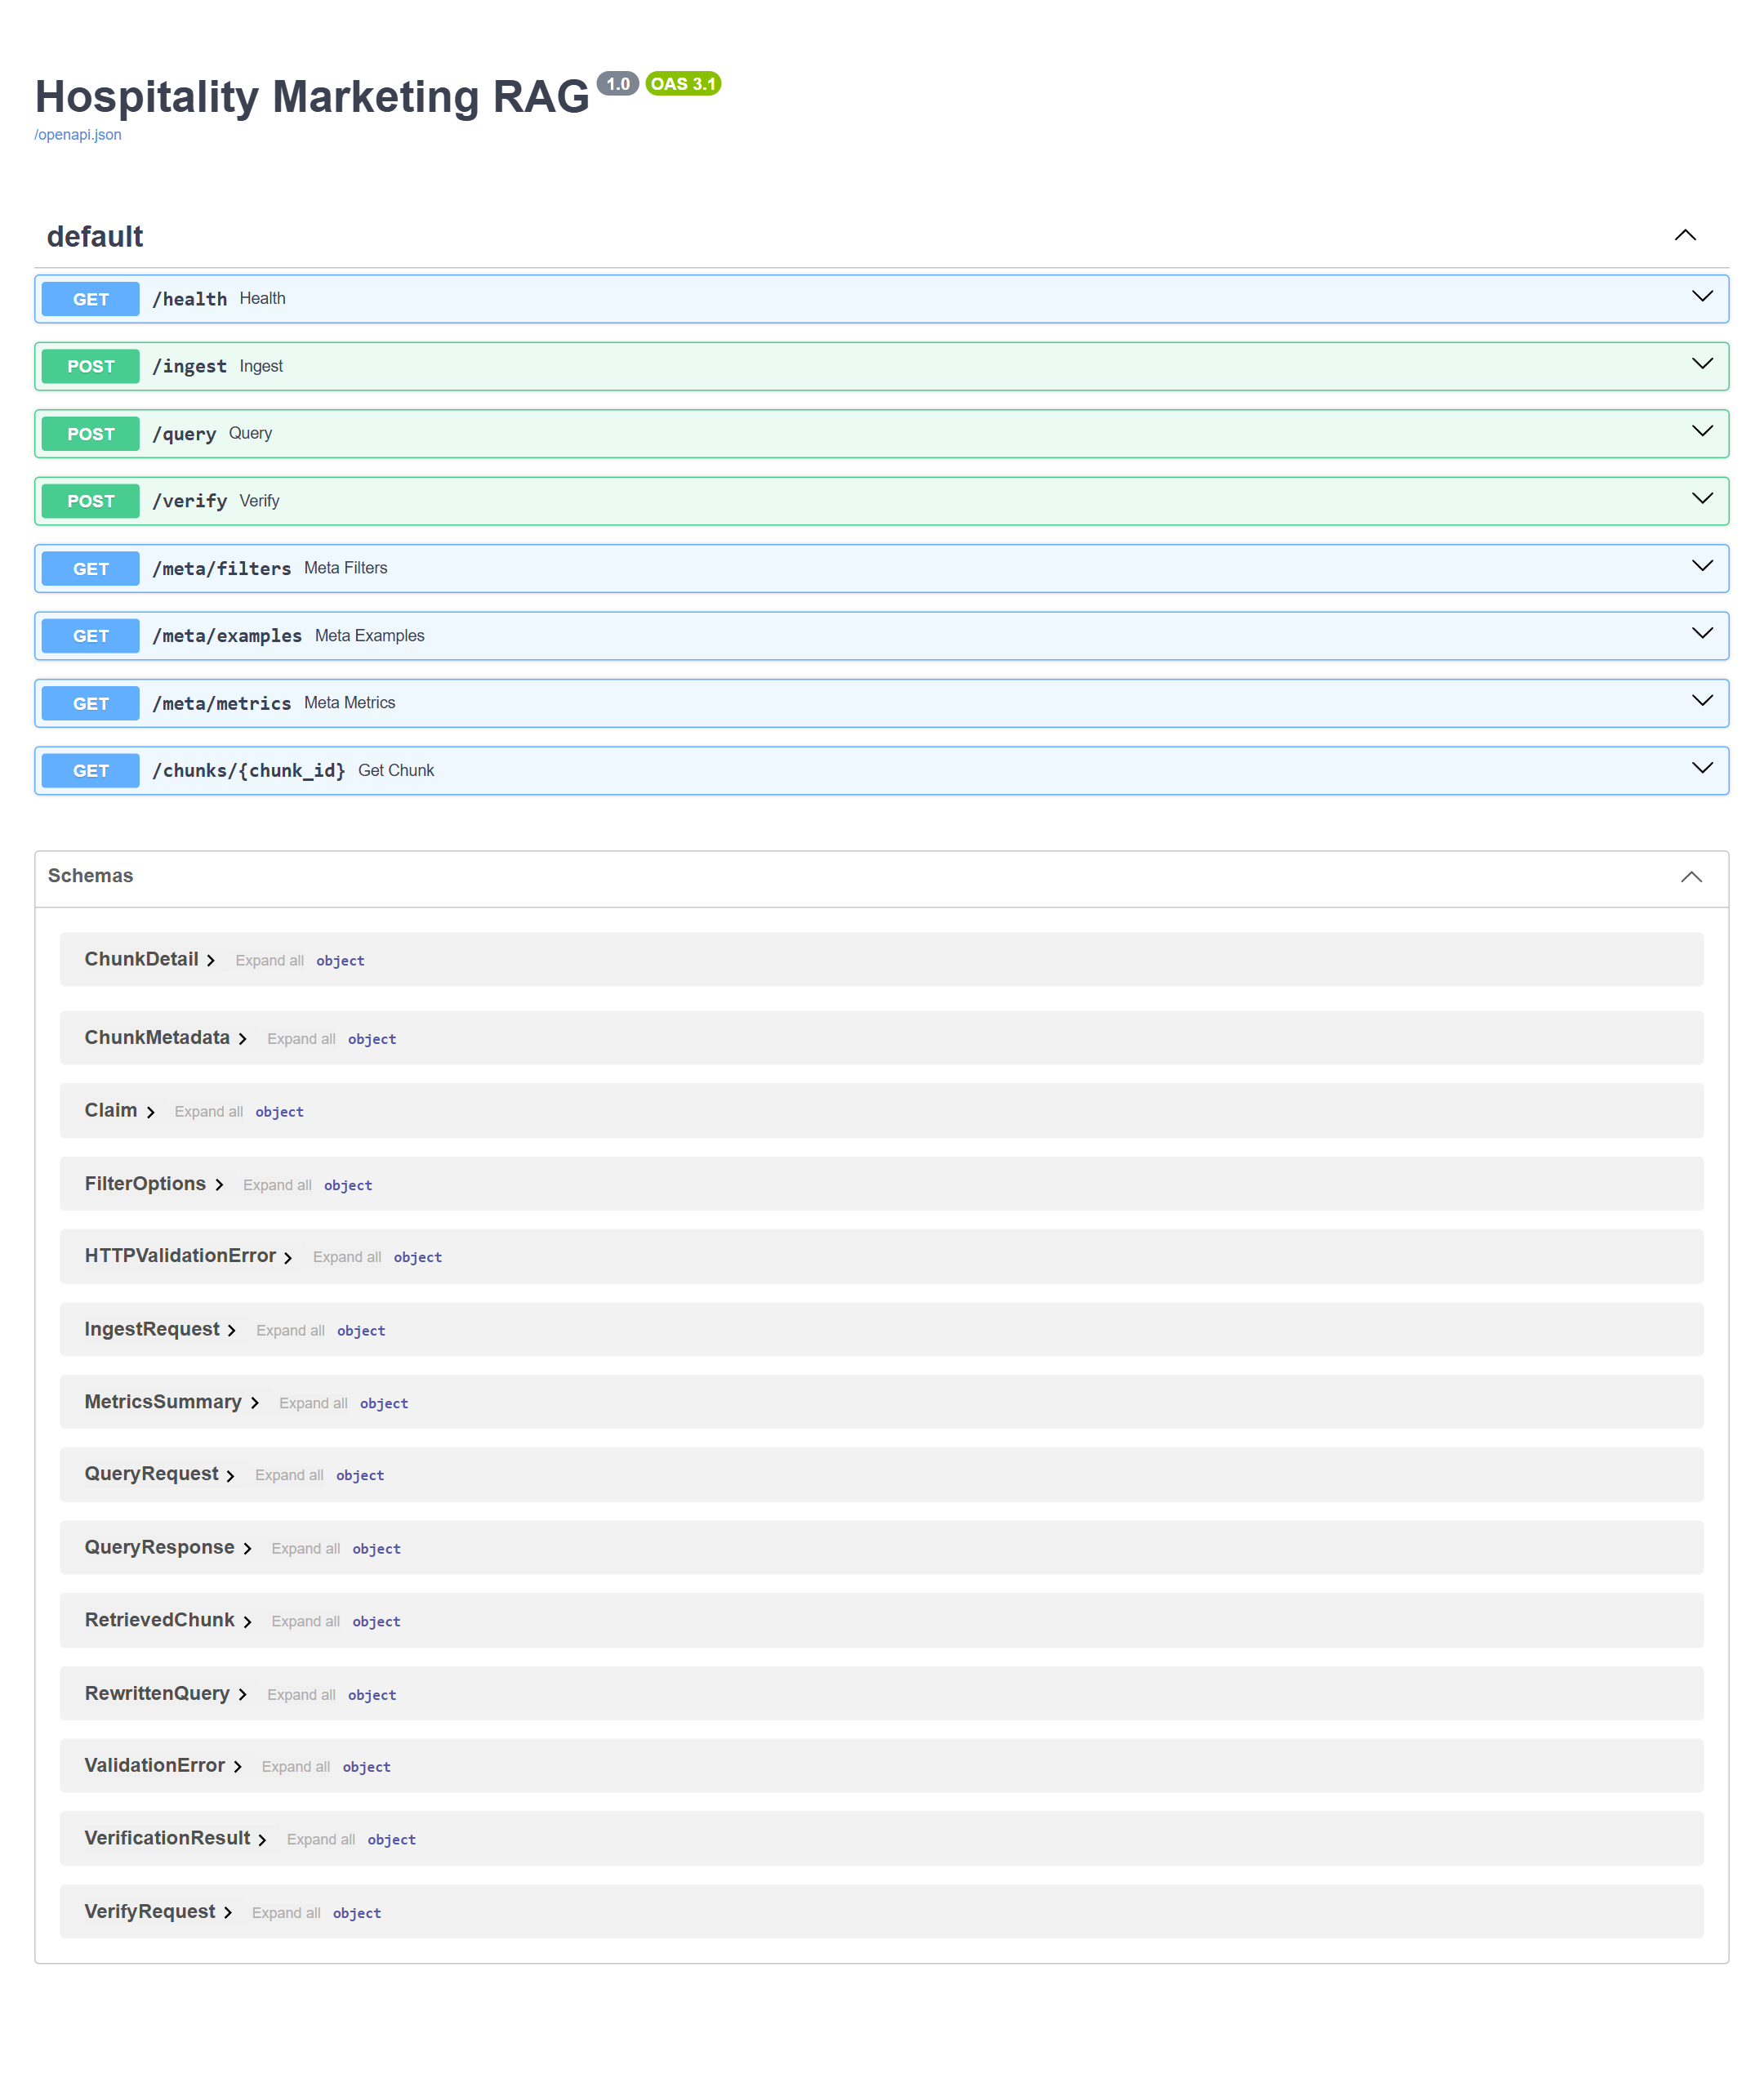 Hospitality Marketing RAG 1.0 OAS 3.1
/openapi.json
default
GET /health Health
POST /ingest Ingest
POST /query Query
POST /verify Verify
GET /meta/filters Meta Filters
GET /meta/examples Meta Examples
GET /meta/metrics Meta Metrics
GET /chunks/{chunk_id} Get Chunk
Schemas
ChunkDetail Expand all object
ChunkMetadata Expand all object
Claim Expand all object
FilterOptions Expand all object
HTTPValidationError Expand all object
IngestRequest Expand all object
MetricsSummary Expand all object
QueryRequest Expand all object
QueryResponse Expand all object
RetrievedChunk Expand all object
RewrittenQuery Expand all object
ValidationError Expand all object
VerificationResult Expand all object
VerifyRequest Expand all object